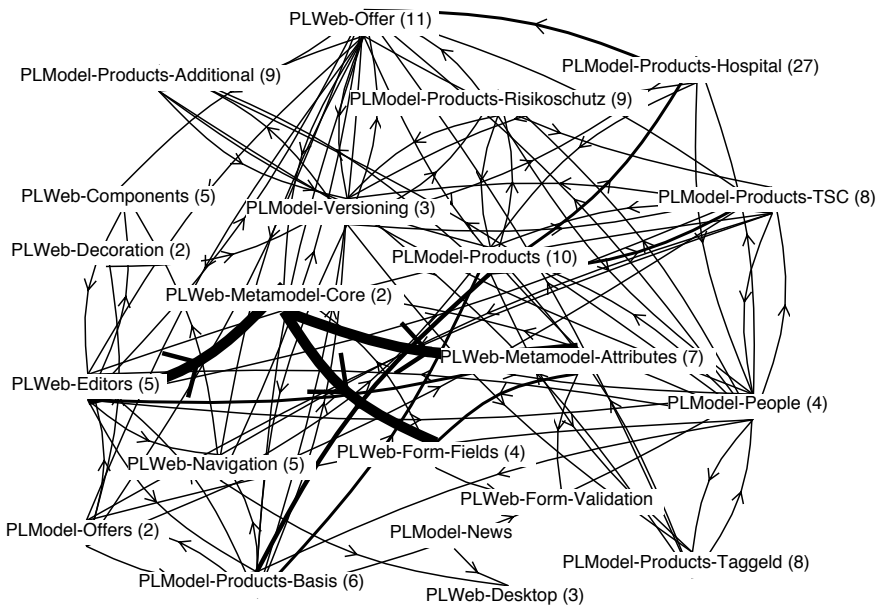 PLWeb-Offer (11)
PLModel-Products-Hospital (27)
PLModel-Products-Additional (9)
PLModel-Products-Risikoschutz (9)
PLWeb-Components (5)
PLModel-Products-TSC (8)
PLModel-Versioning (3)
PLWeb-Decoration (2)
PLModel-Products (10)
PLWeb-Metamodel-Core (2)
PLWeb-Metamodel-Attributes (7)
PLWeb-Editors (5)
PLModel-People (4)
PLWeb-Form-Fields (4)
PLWeb-Navigation (5)
PLWeb-Form-Validation
PLModel-Offers (2)
PLModel-News
PLModel-Products-Taggeld (8)
PLModel-Products-Basis (6)
PLWeb-Desktop (3)